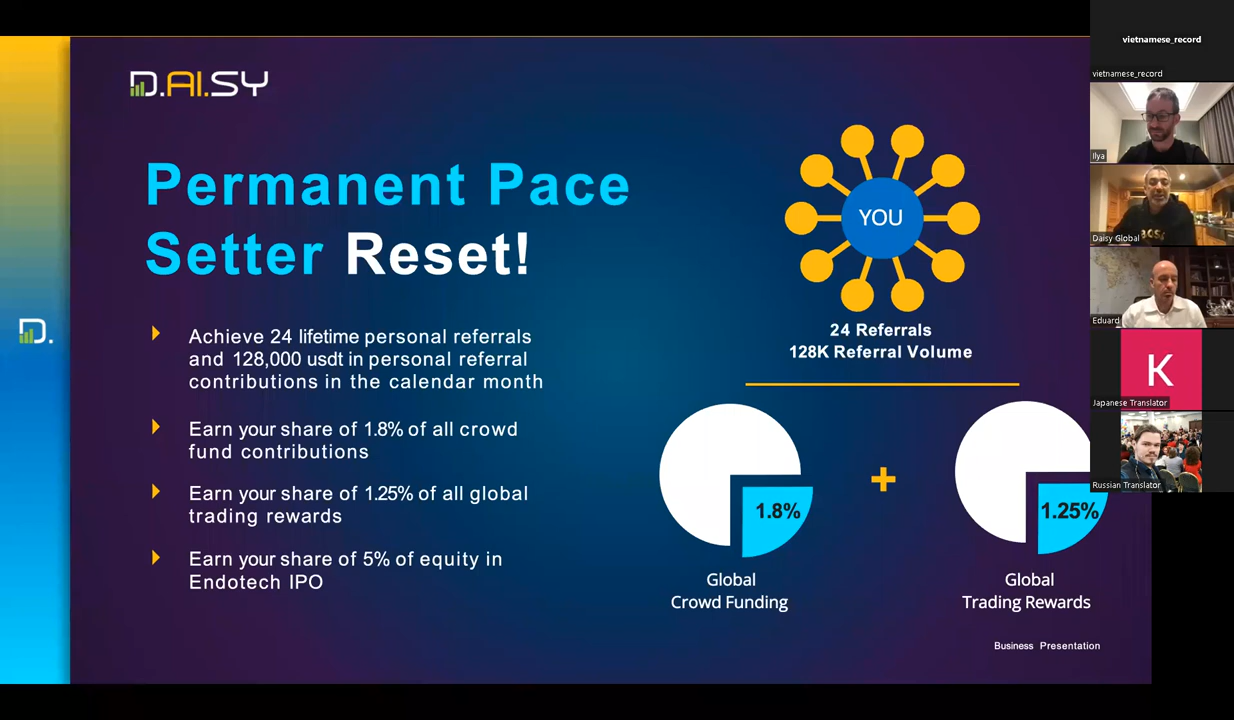 D.AI.SY
Permanent Pace
Setter Reset!
Achieve 24 lifetime personal referrals
and 128,000 usdt in personal referral
contributions in the calendar month
Earn your share of 1.8% of all crowd
fund contributions
Earn your share of 1.25% of all global
trading rewards
Earn your share of 5% of equity in
Endotech IPO
YOU
24 Referrals
128K Referral Volume
1.8%
+
1.25%
Global
Crowd Funding
Global
Trading Rewards
Business Presentation
D.
vietnamese_record
vietnamese_record
Ilya
Daisy Global
Eduard
K
Japanese Translator
Russian Translator